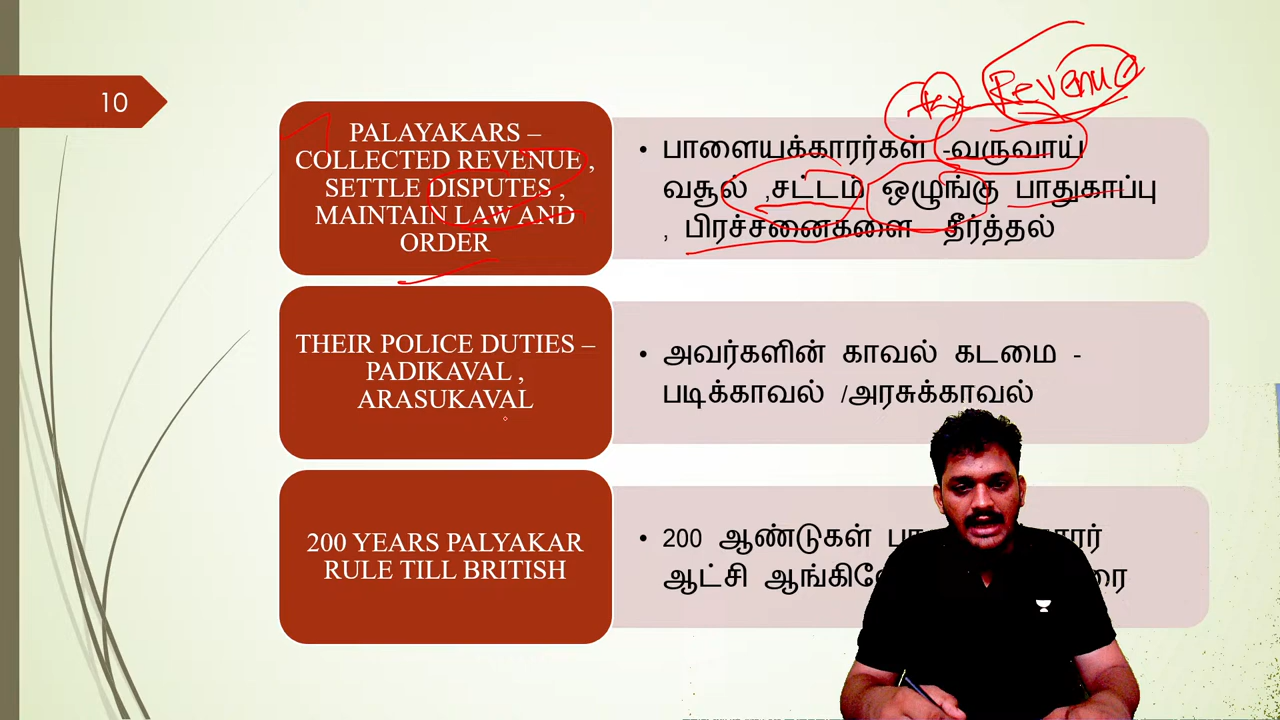 10
Tax Revenue
PALAYAKARS –
COLLECTED REVENUE ,
SETTLE DISPUTES ,
MAINTAIN LAW AND
ORDER
• பாளையக்காரர்கள் -வருவாய்
வசூல் ,சட்டம் ஒழுங்கு பாதுகாப்பு
, பிரச்சனைகளை தீர்த்தல்
THEIR POLICE DUTIES –
PADIKAVAL ,
ARASUKAVAL
• அவர்களின் காவல் கடமை -
படிக்காவல் /அரசுக்காவல்
200 YEARS PALYAKAR
RULE TILL BRITISH
• 200 ஆண்டுகள்
ஆட்சி